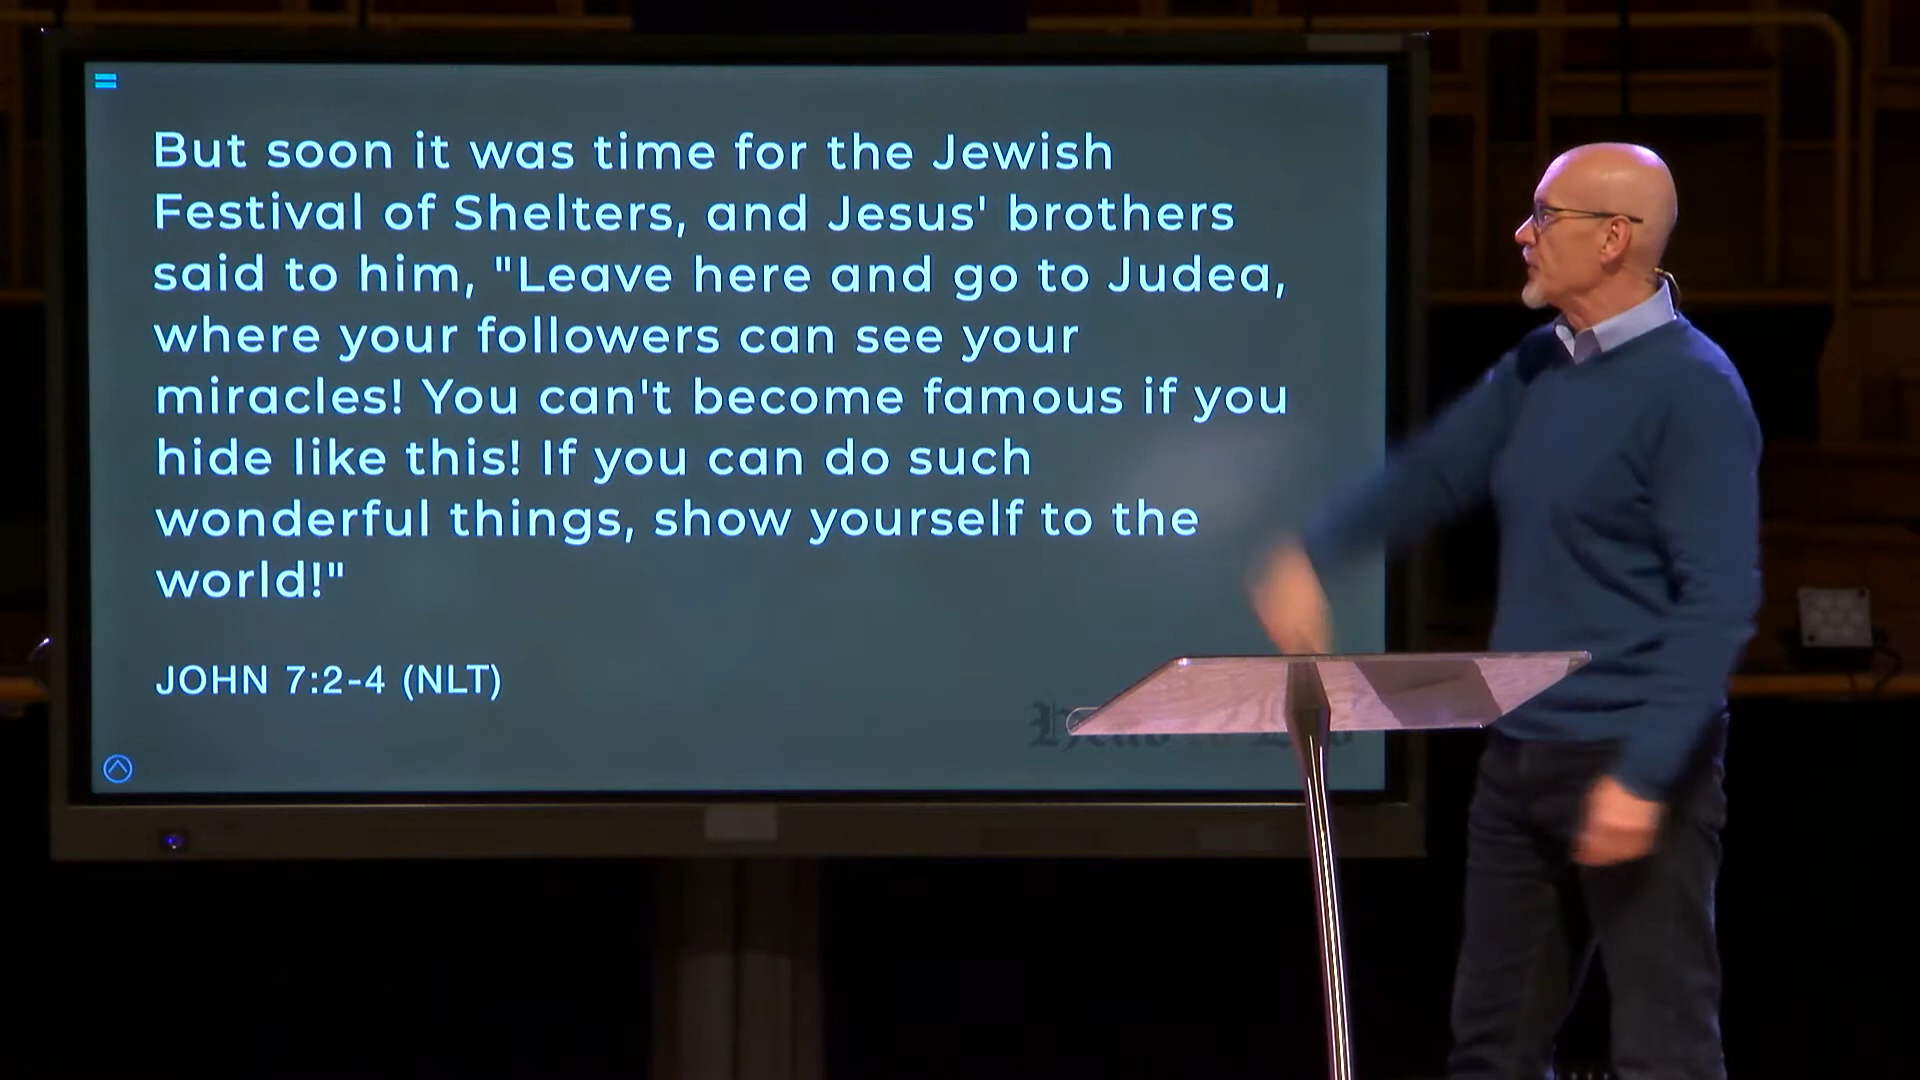 But soon it was time for the Jewish
Festival of Shelters, and Jesus' brothers
said to him, "Leave here and go to Judea,
where your followers can see your
miracles! You can't become famous if you
hide like this! If you can do such
wonderful things, show yourself to the
world!"
JOHN 7:2-4 (NLT)